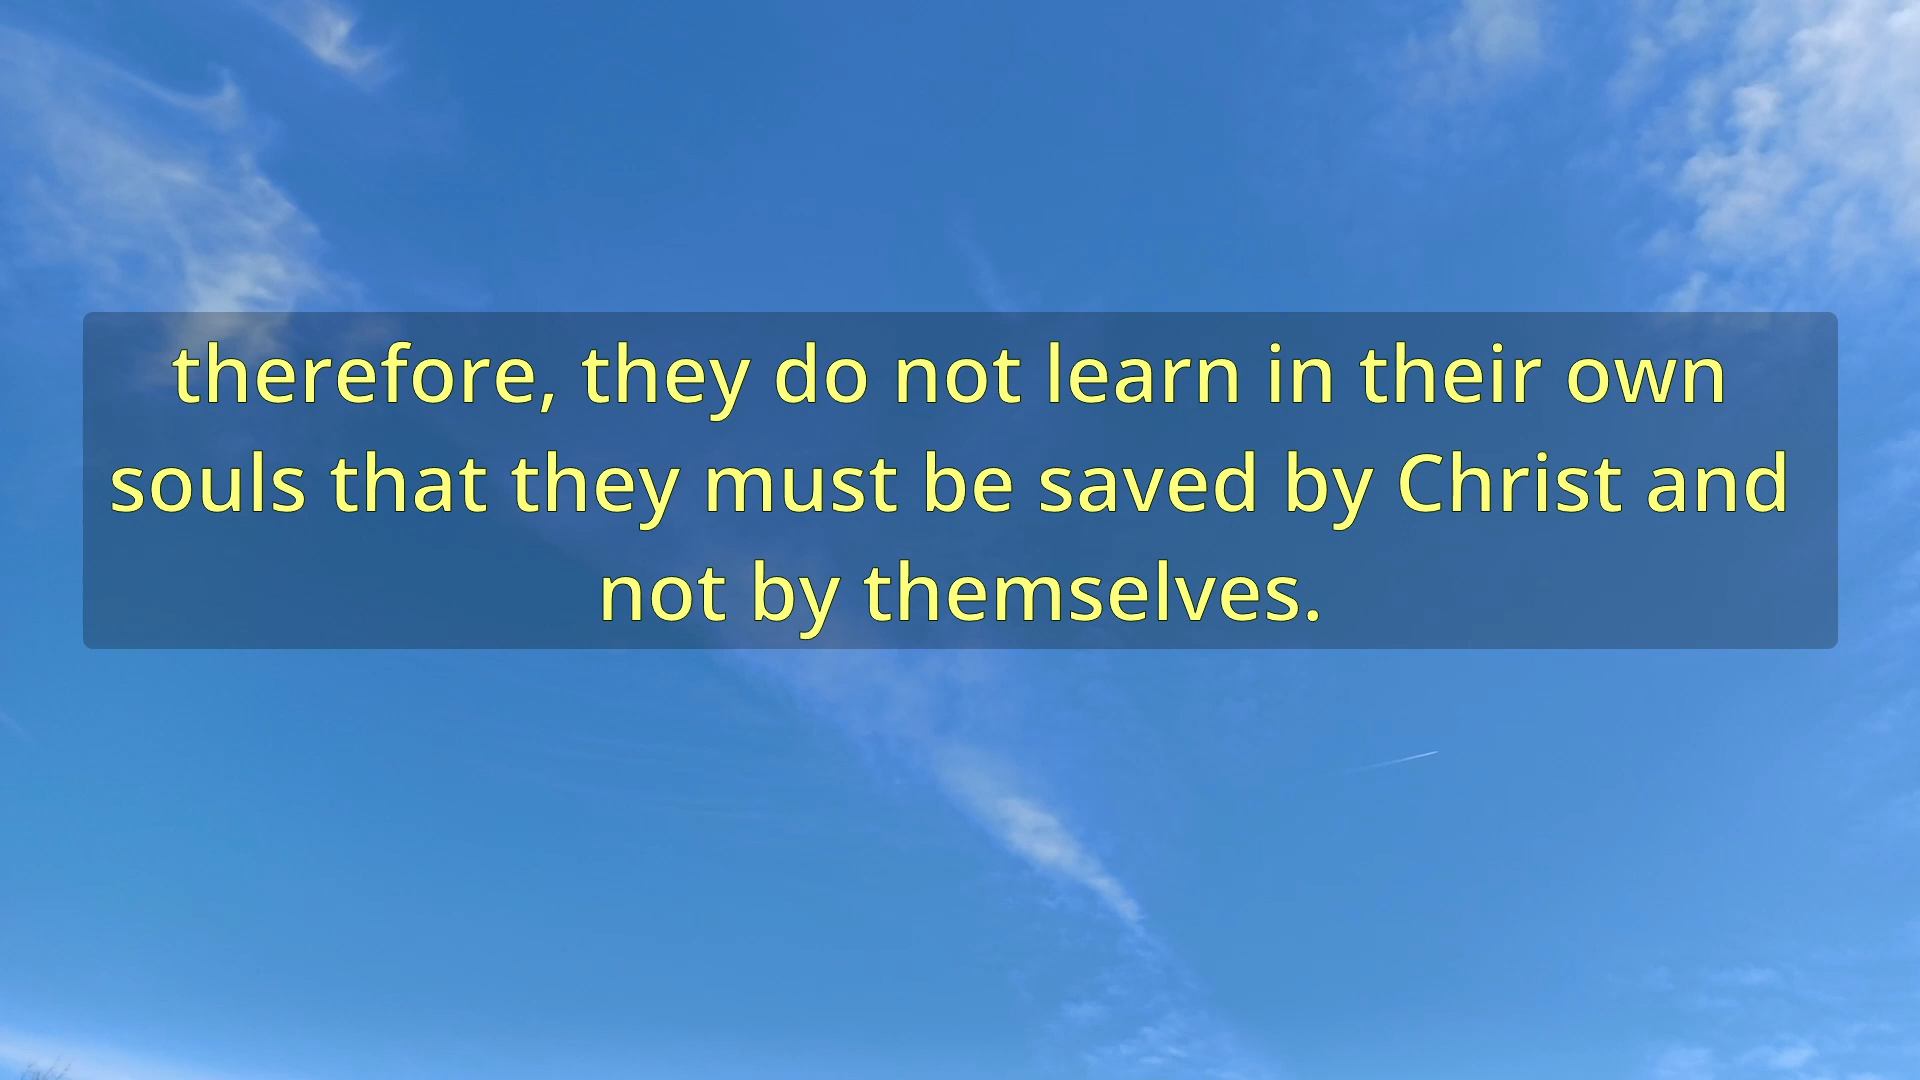 therefore, they do not learn in their own
souls that they must be saved by Christ and
not by themselves.